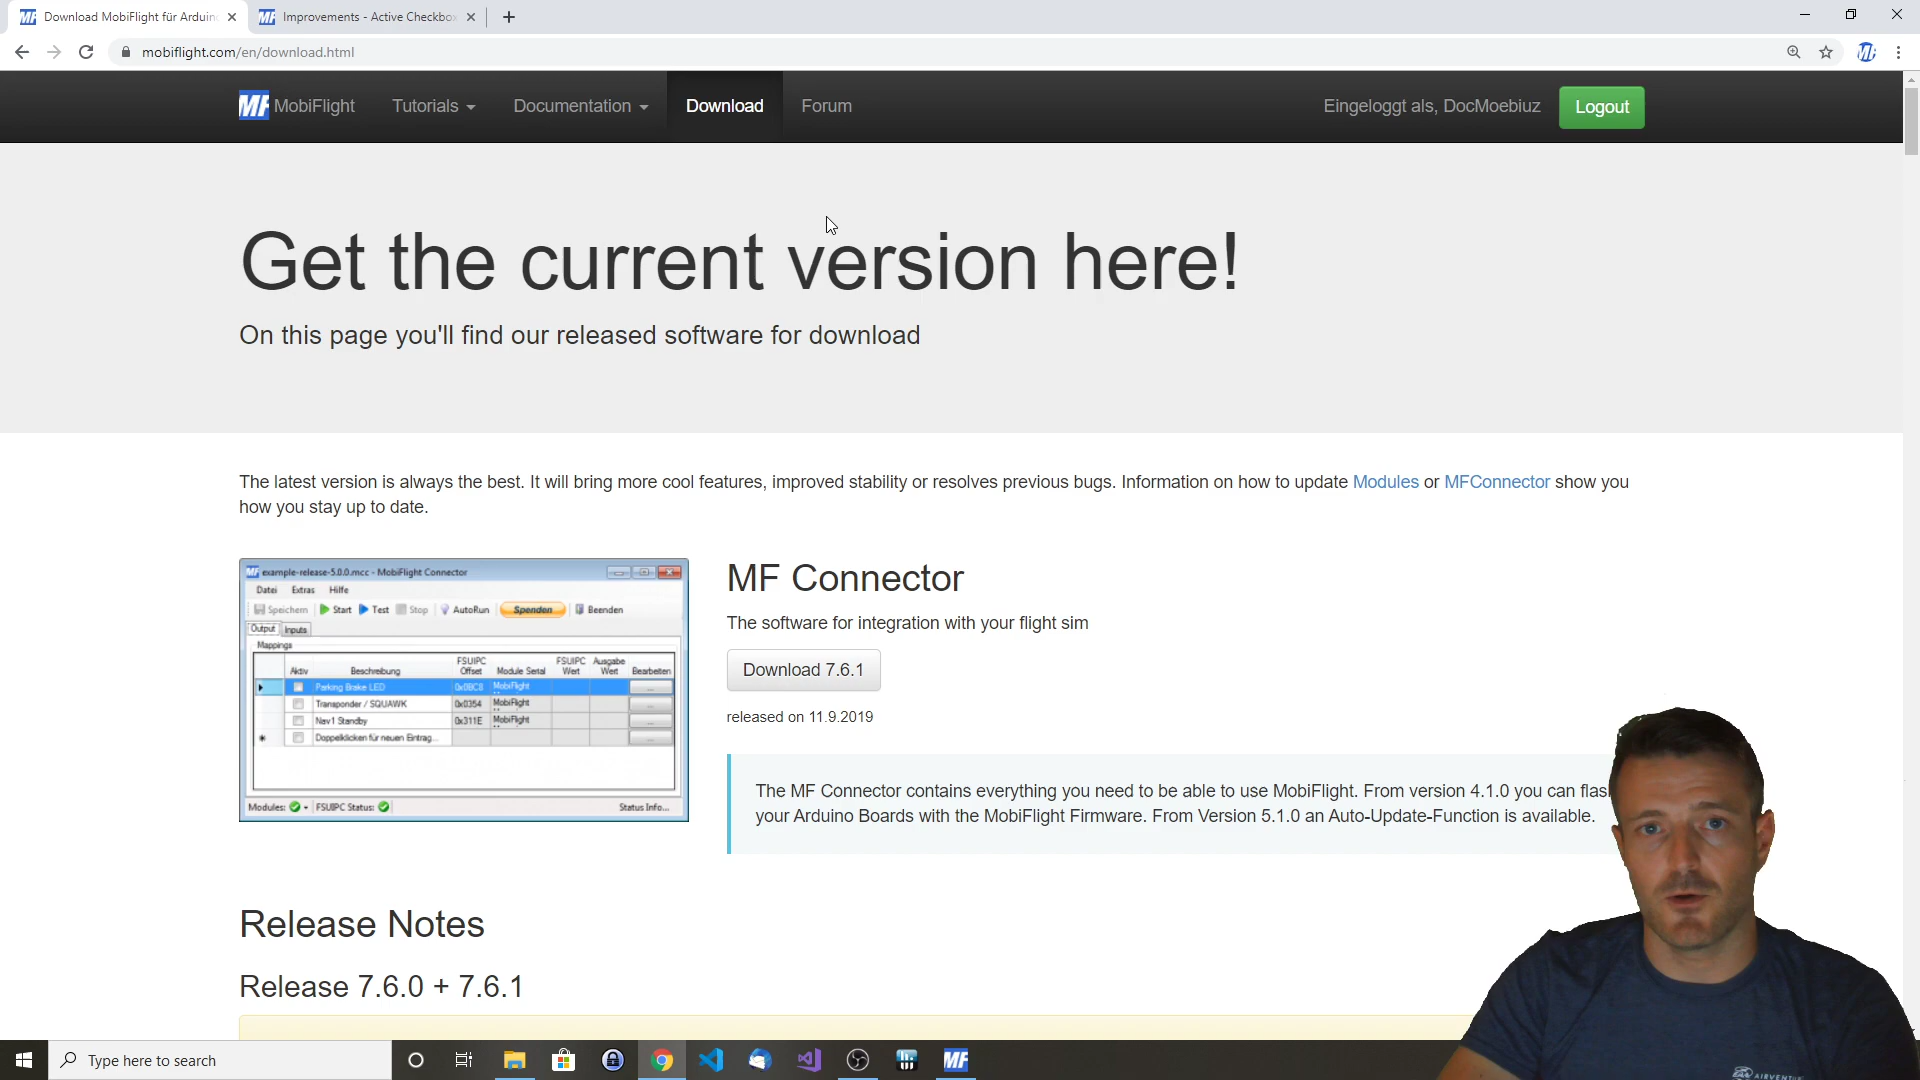 Download MobiFlight für Arduin
Improvements - Active Checkbox
mobiflight.com/en/download.html
MF MobiFlight
Tutorials
Documentation
Download
Forum
Eingeloggt als, DocMoebiuz
Logout
Get the current version here!
On this page you'll find our released software for download
The latest version is always the best. It will bring more cool features, improved stability or resolves previous bugs. Information on how to update Modules or MFConnector show you
how you stay up to date.
example-release-5.0.0.mcc - MobiFlight Connector
Datei Extras Hilfe
Speichern Start Test Stop AutoRun Spenden Beenden
Output Inputs
Mappings
Aktiv Beschreibung FSUIPC Offset Module Serial FSUIPC Wert Ausgabe Wert Bearbeiten
Parking Brake LED 0x0BC8 MobiFlight ...
Transponder / SQUAWK 0x0354 MobiFlight ...
Nav1 Standby 0x311E MobiFlight ...
Doppelklicken für neuen Eintrag... ...
Modules: FSUIPC Status: Status Info...
MF Connector
The software for integration with your flight sim
Download 7.6.1
released on 11.9.2019
The MF Connector contains everything you need to be able to use MobiFlight. From version 4.1.0 you can flas
your Arduino Boards with the MobiFlight Firmware. From Version 5.1.0 an Auto-Update-Function is available.
Release Notes
Release 7.6.0 + 7.6.1
Type here to search
MF